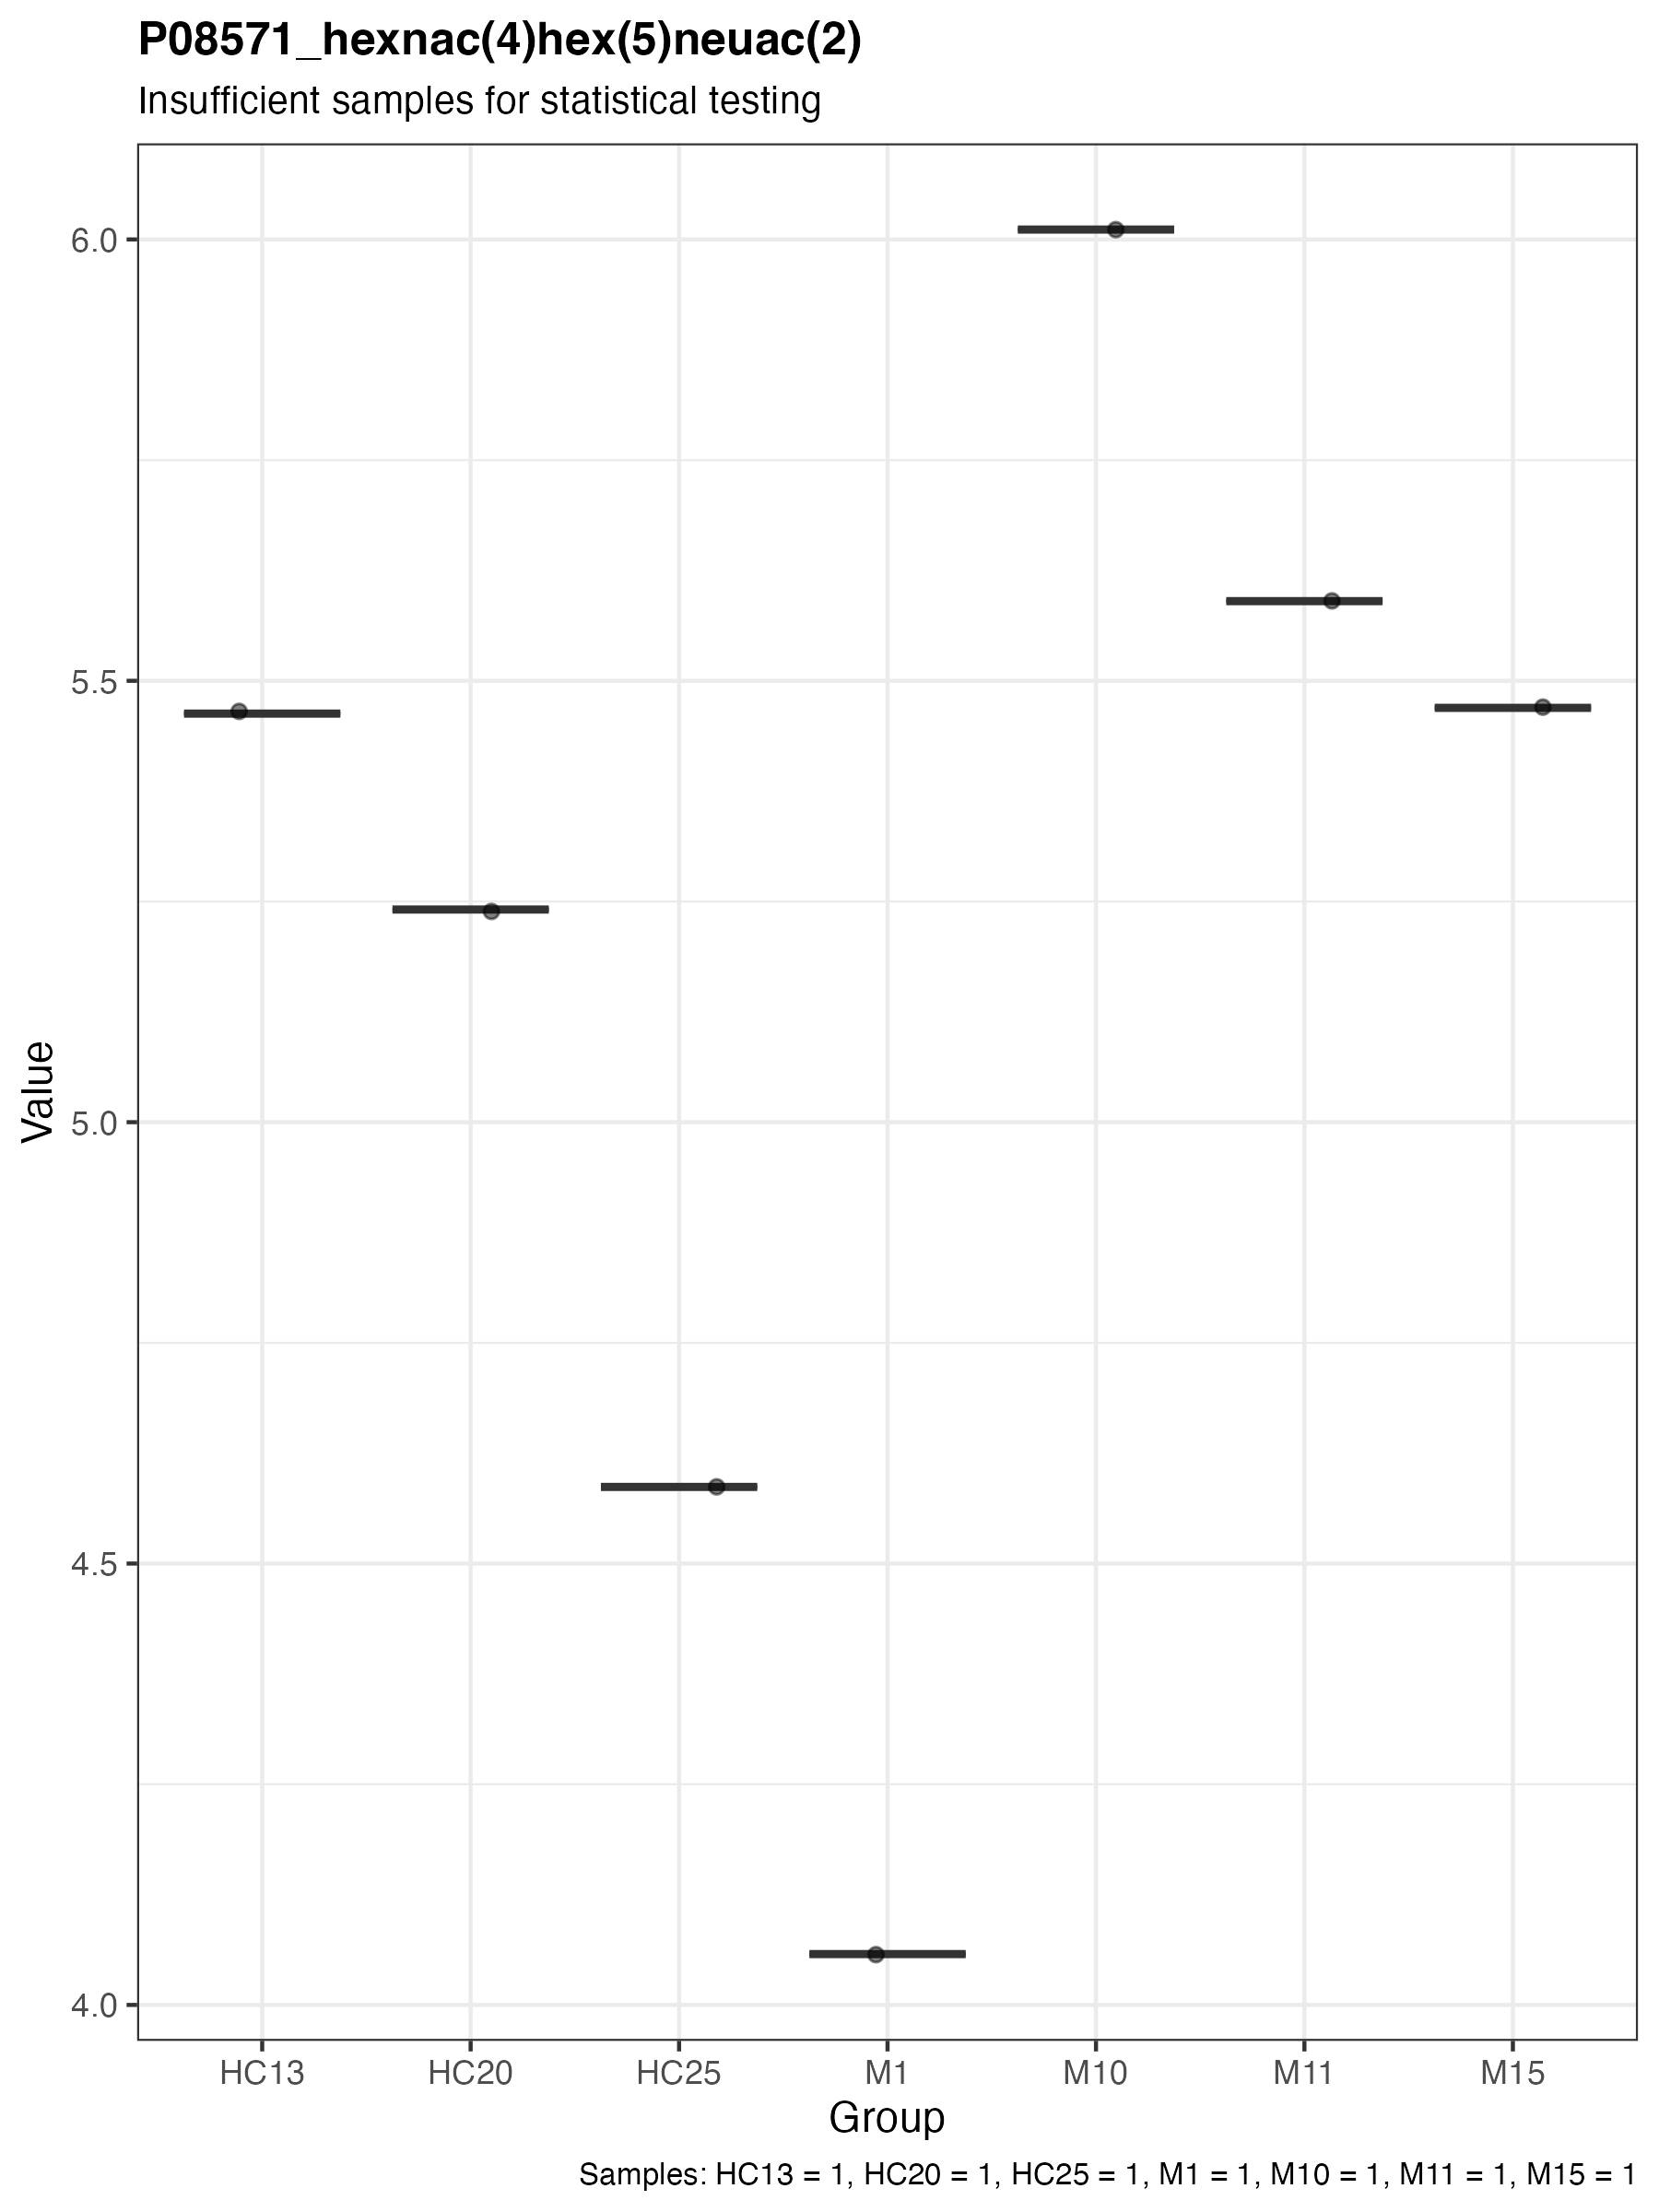 P08571_hexnac(4)hex(5)neuac(2)
Insufficient samples for statistical testing
6.0
5.5
5.0
4.5
4.0
Value
HC13 HC20 HC25 M1 M10 M11 M15
Group
Samples: HC13 = 1, HC20 = 1, HC25 = 1, M1 = 1, M10 = 1, M11 = 1, M15 = 1